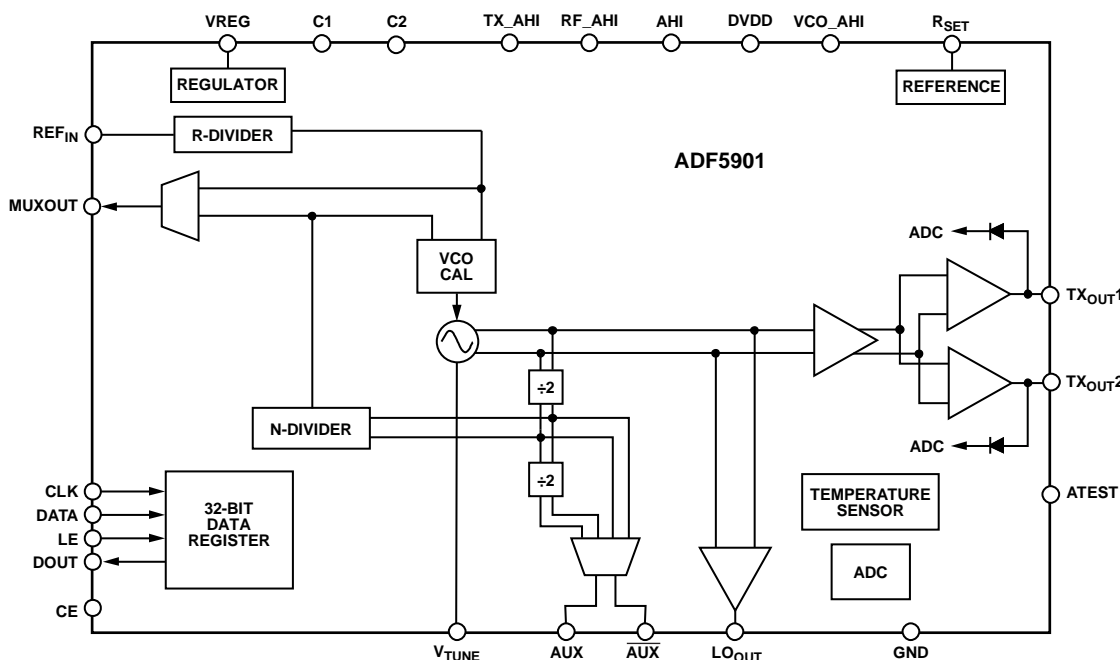 VREG C1 C2 TX_AHI RF_AHI AHI DVDD VCO_AHI RSET
REGULATOR
REFERENCE
REFIN
R-DIVIDER
ADF5901
MUXOUT
VCO
CAL
ADC
TXOUT1
÷2
TXOUT2
N-DIVIDER
ADC
÷2
CLK
DATA
LE
DOUT
32-BIT
DATA
REGISTER
TEMPERATURE
SENSOR
ATEST
ADC
CE
VTUNE AUX AUX LOOUT GND